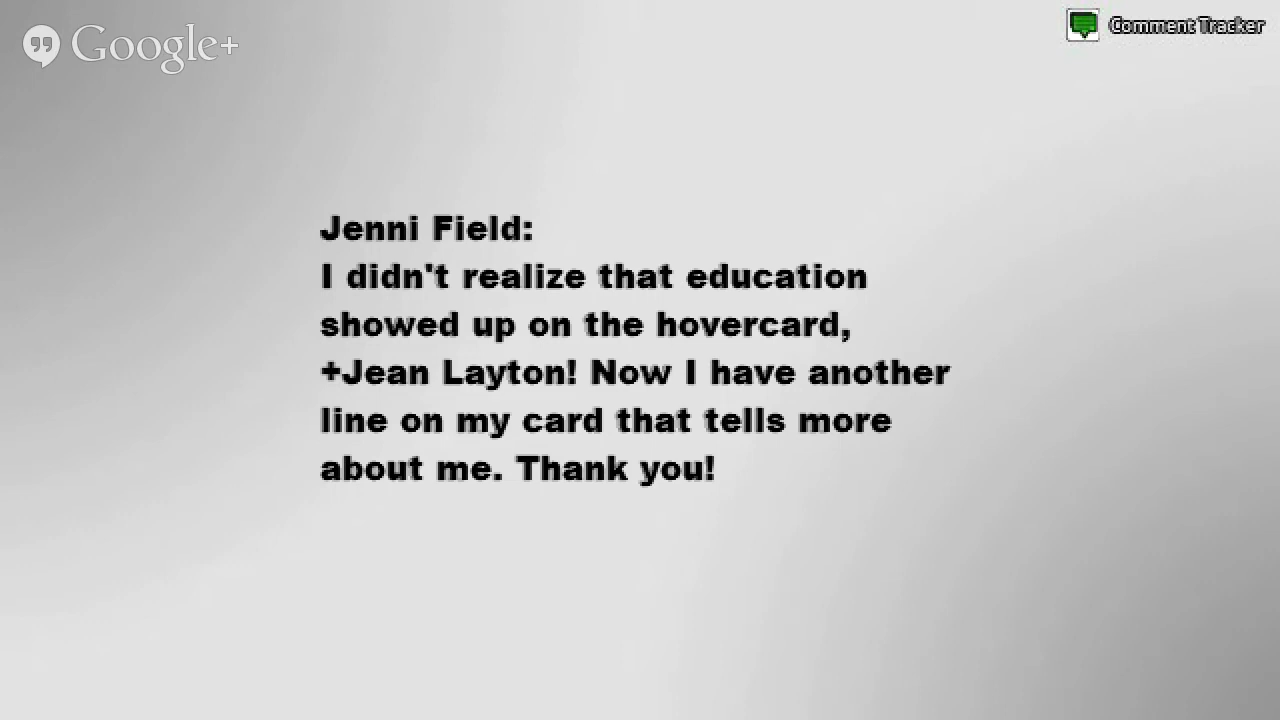 Google+
Comment Tracker
Jenni Field:
I didn't realize that education
showed up on the hovercard,
+Jean Layton! Now I have another
line on my card that tells more
about me. Thank you!